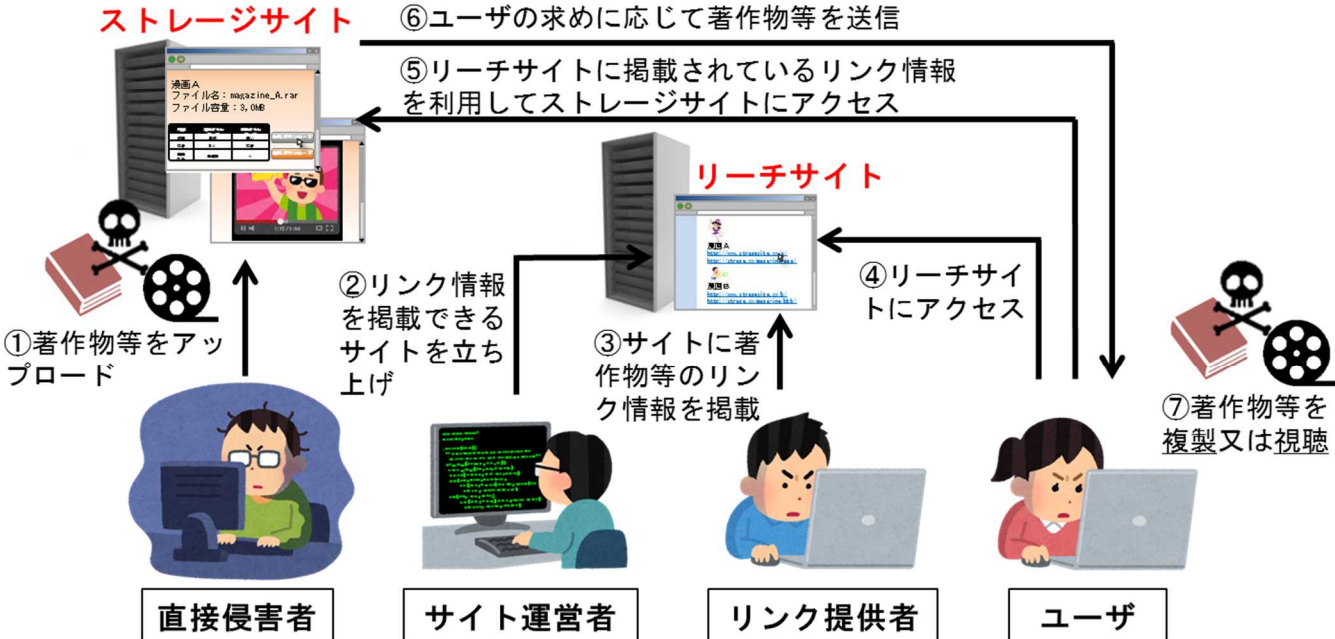 ストレージサイト
⑥ユーザの求めに応じて著作物等を送信
⑤リーチサイトに掲載されているリンク情報
を利用してストレージサイトにアクセス
漫画A
ファイル名：magazine_A.rar
ファイル容量：3,0MB
リーチサイト
漫画A
漫画B
①著作物等をアッ
プロード
②リンク情報
を掲載できる
サイトを立ち
上げ
③サイトに著
作物等のリン
ク情報を掲載
④リーチサイ
トにアクセス
⑦著作物等を
複製又は視聴
直接侵害者
サイト運営者
リンク提供者
ユーザ